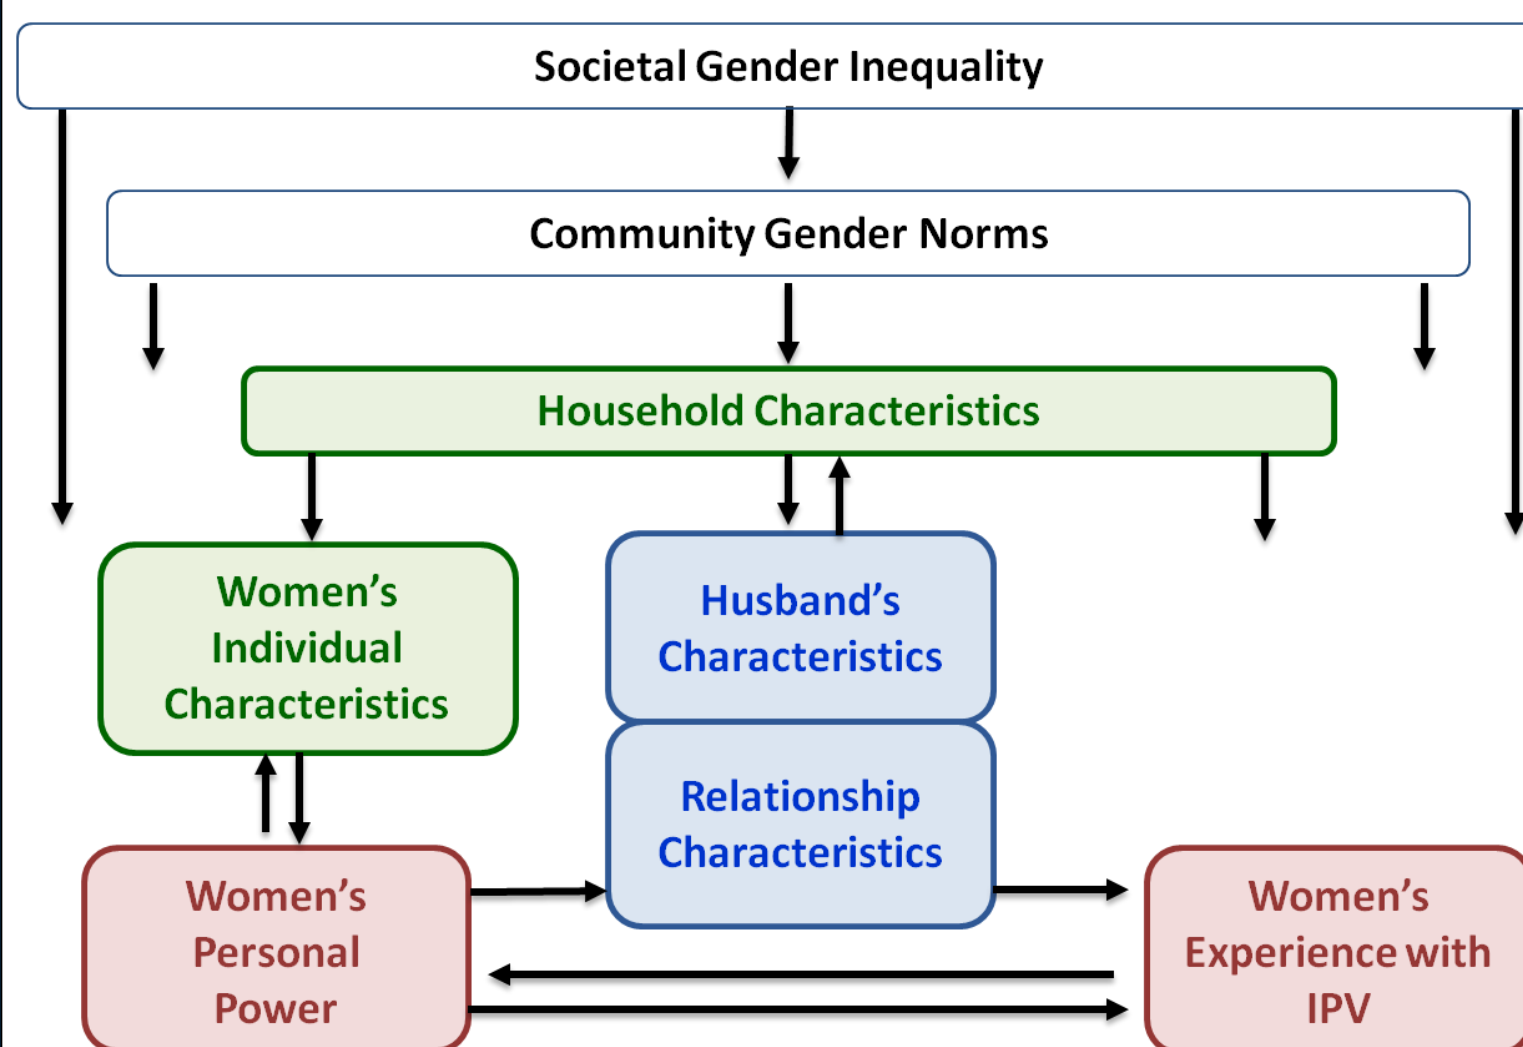 Societal Gender Inequality
Community Gender Norms
Household Characteristics
Women’s
Individual
Characteristics
Husband’s
Characteristics
Relationship
Characteristics
Women’s
Personal
Power
Women’s
Experience with
IPV